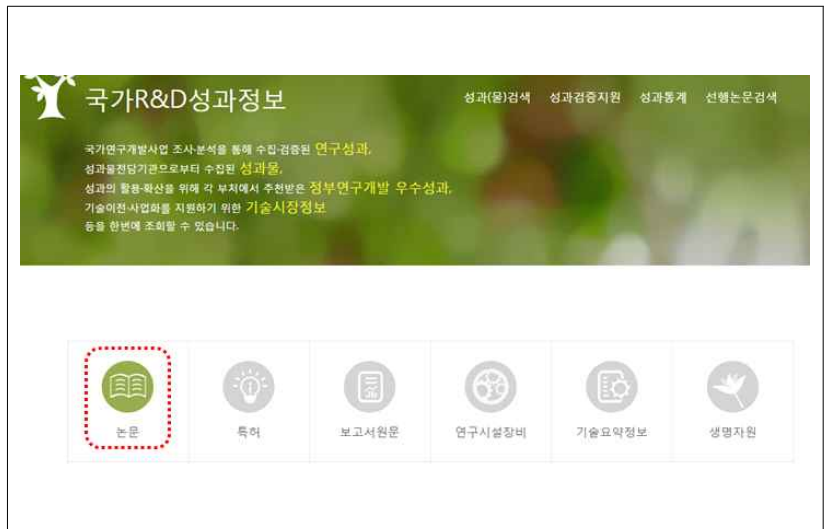 국가R&D성과정보
성과(물)검색 성과검증지원 성과통계 선행논문검색
국가연구개발사업 조사·분석을 통해 수집·검증된 연구성과,
성과물전담기관으로부터 수집된 성과물,
성과의 활용·확산을 위해 각 부처에서 추천받은 정부연구개발 우수성과,
기술이전·사업화를 지원하기 위한 기술시장정보
등을 한번에 조회할 수 있습니다.
논문 특허 보고서원문 연구시설장비 기술요약정보 생명자원